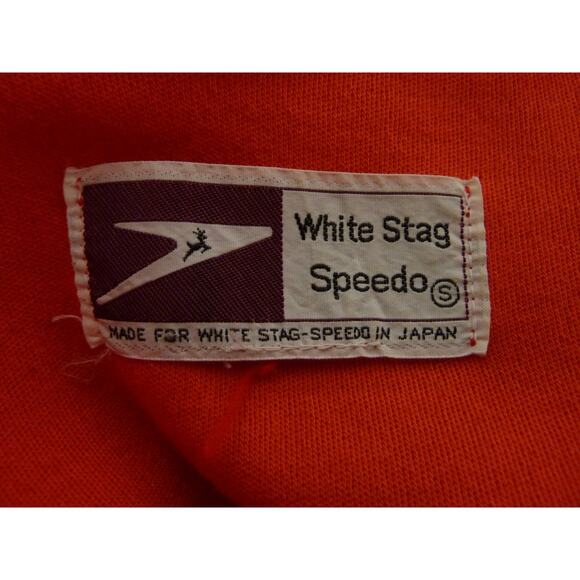 White Stag
Speedo Ⓢ
MADE FOR WHITE STAG-SPEEDO IN JAPAN